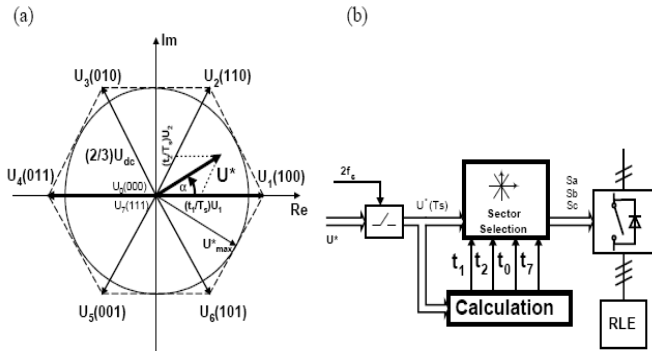 (a)
Im
U3(010)
U2(110)
(2/3)Udc
(t2/Ts)U2
U*
α
U4(011)
U0(000)
U1(100)
U7(111)
(t1/Ts)U1
Re
U*max
U5(001)
U6(101)
(b)
2fs
U*
U*(Ts)
Sector
Selection
Sa
Sb
Sc
t1 t2 t0 t7
Calculation
RLE